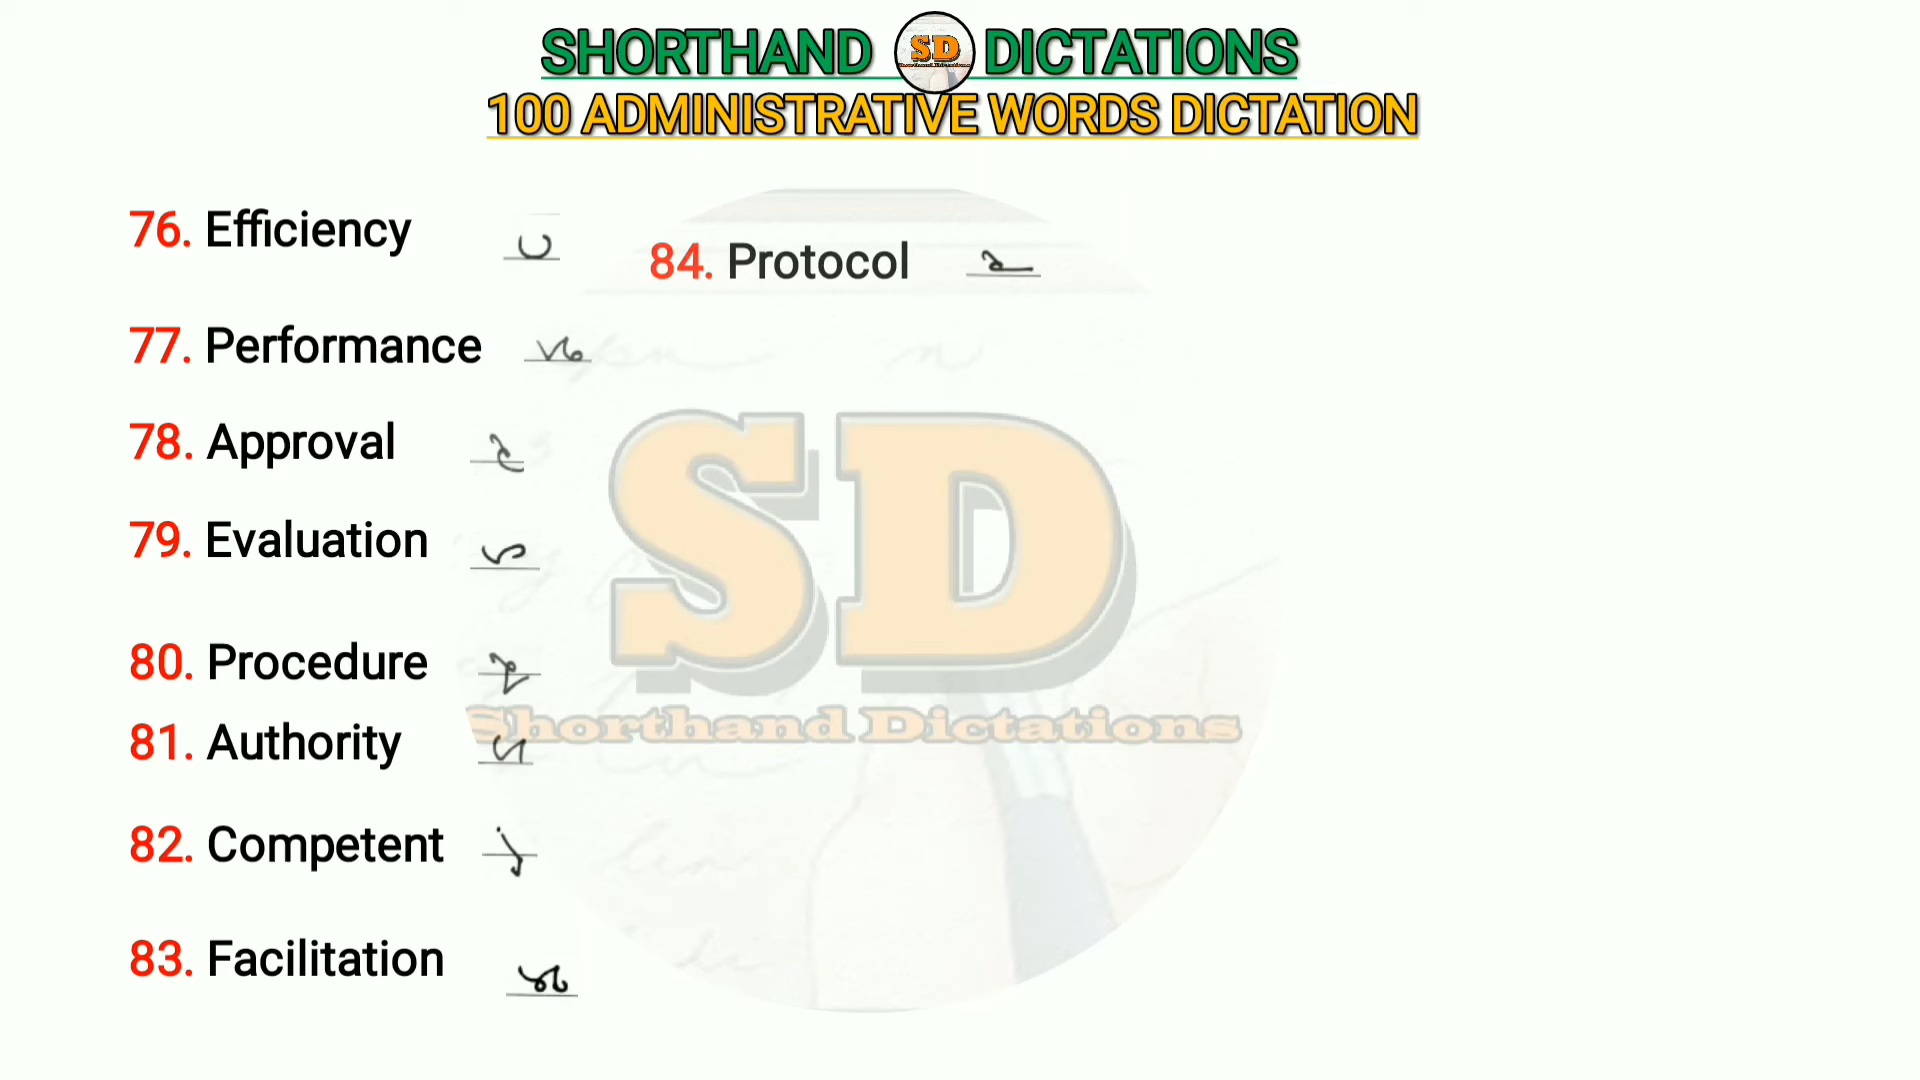 SHORTHAND SD DICTATIONS
100 ADMINISTRATIVE WORDS DICTATION
76. Efficiency
77. Performance
78. Approval
79. Evaluation
80. Procedure
81. Authority
82. Competent
83. Facilitation
84. Protocol
SD
Shorthand Dictations